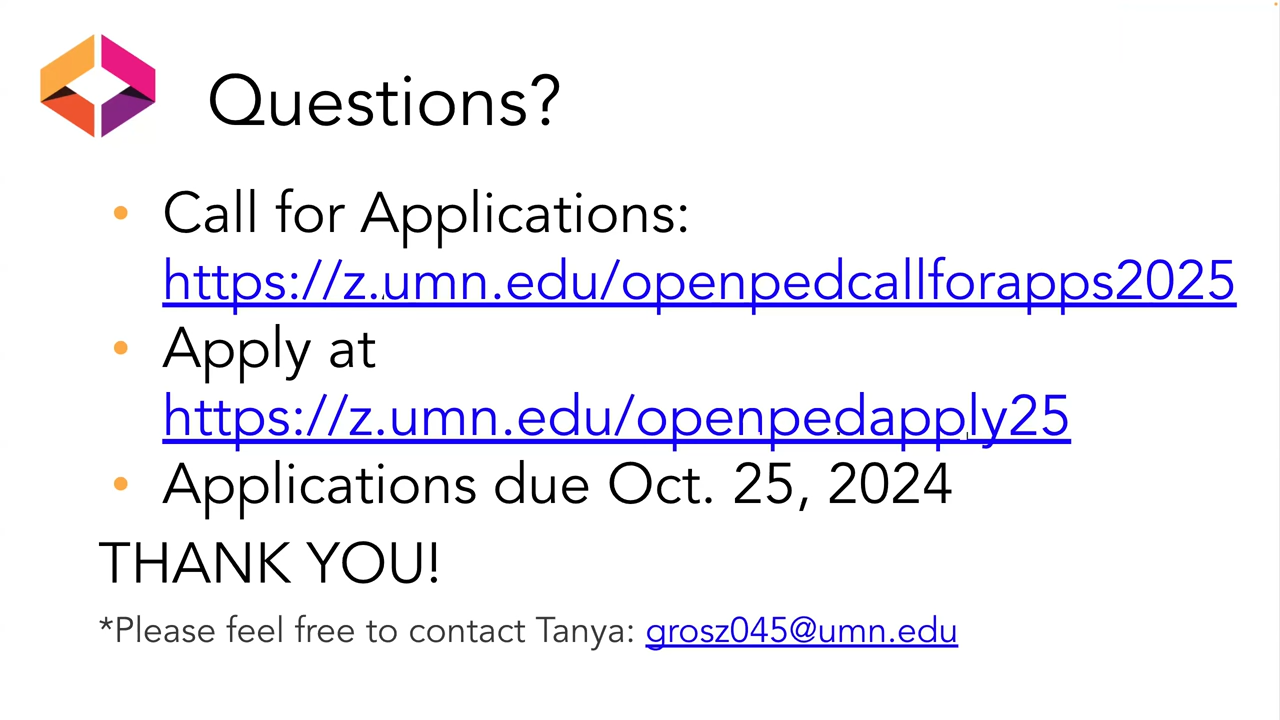 Questions?
• Call for Applications:
https://z.umn.edu/openpedcallforapps2025
• Apply at
https://z.umn.edu/openpedapply25
• Applications due Oct. 25, 2024
THANK YOU!
*Please feel free to contact Tanya: grosz045@umn.edu